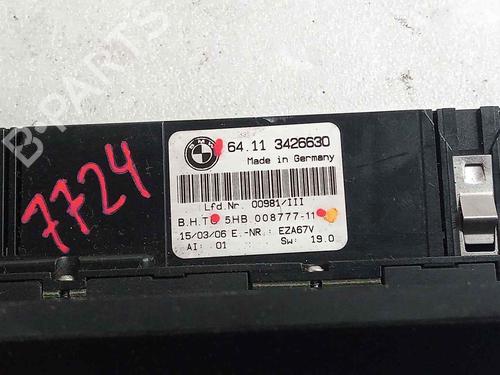 B-PARTS
7724
BMW
64.11 3426630
Made in Germany
Lfd.Nr. 00981/III
B.H.T 5HB 008777-11
15/03/06 E.-NR.: EZA67V
AI: 01 SW: 19.0